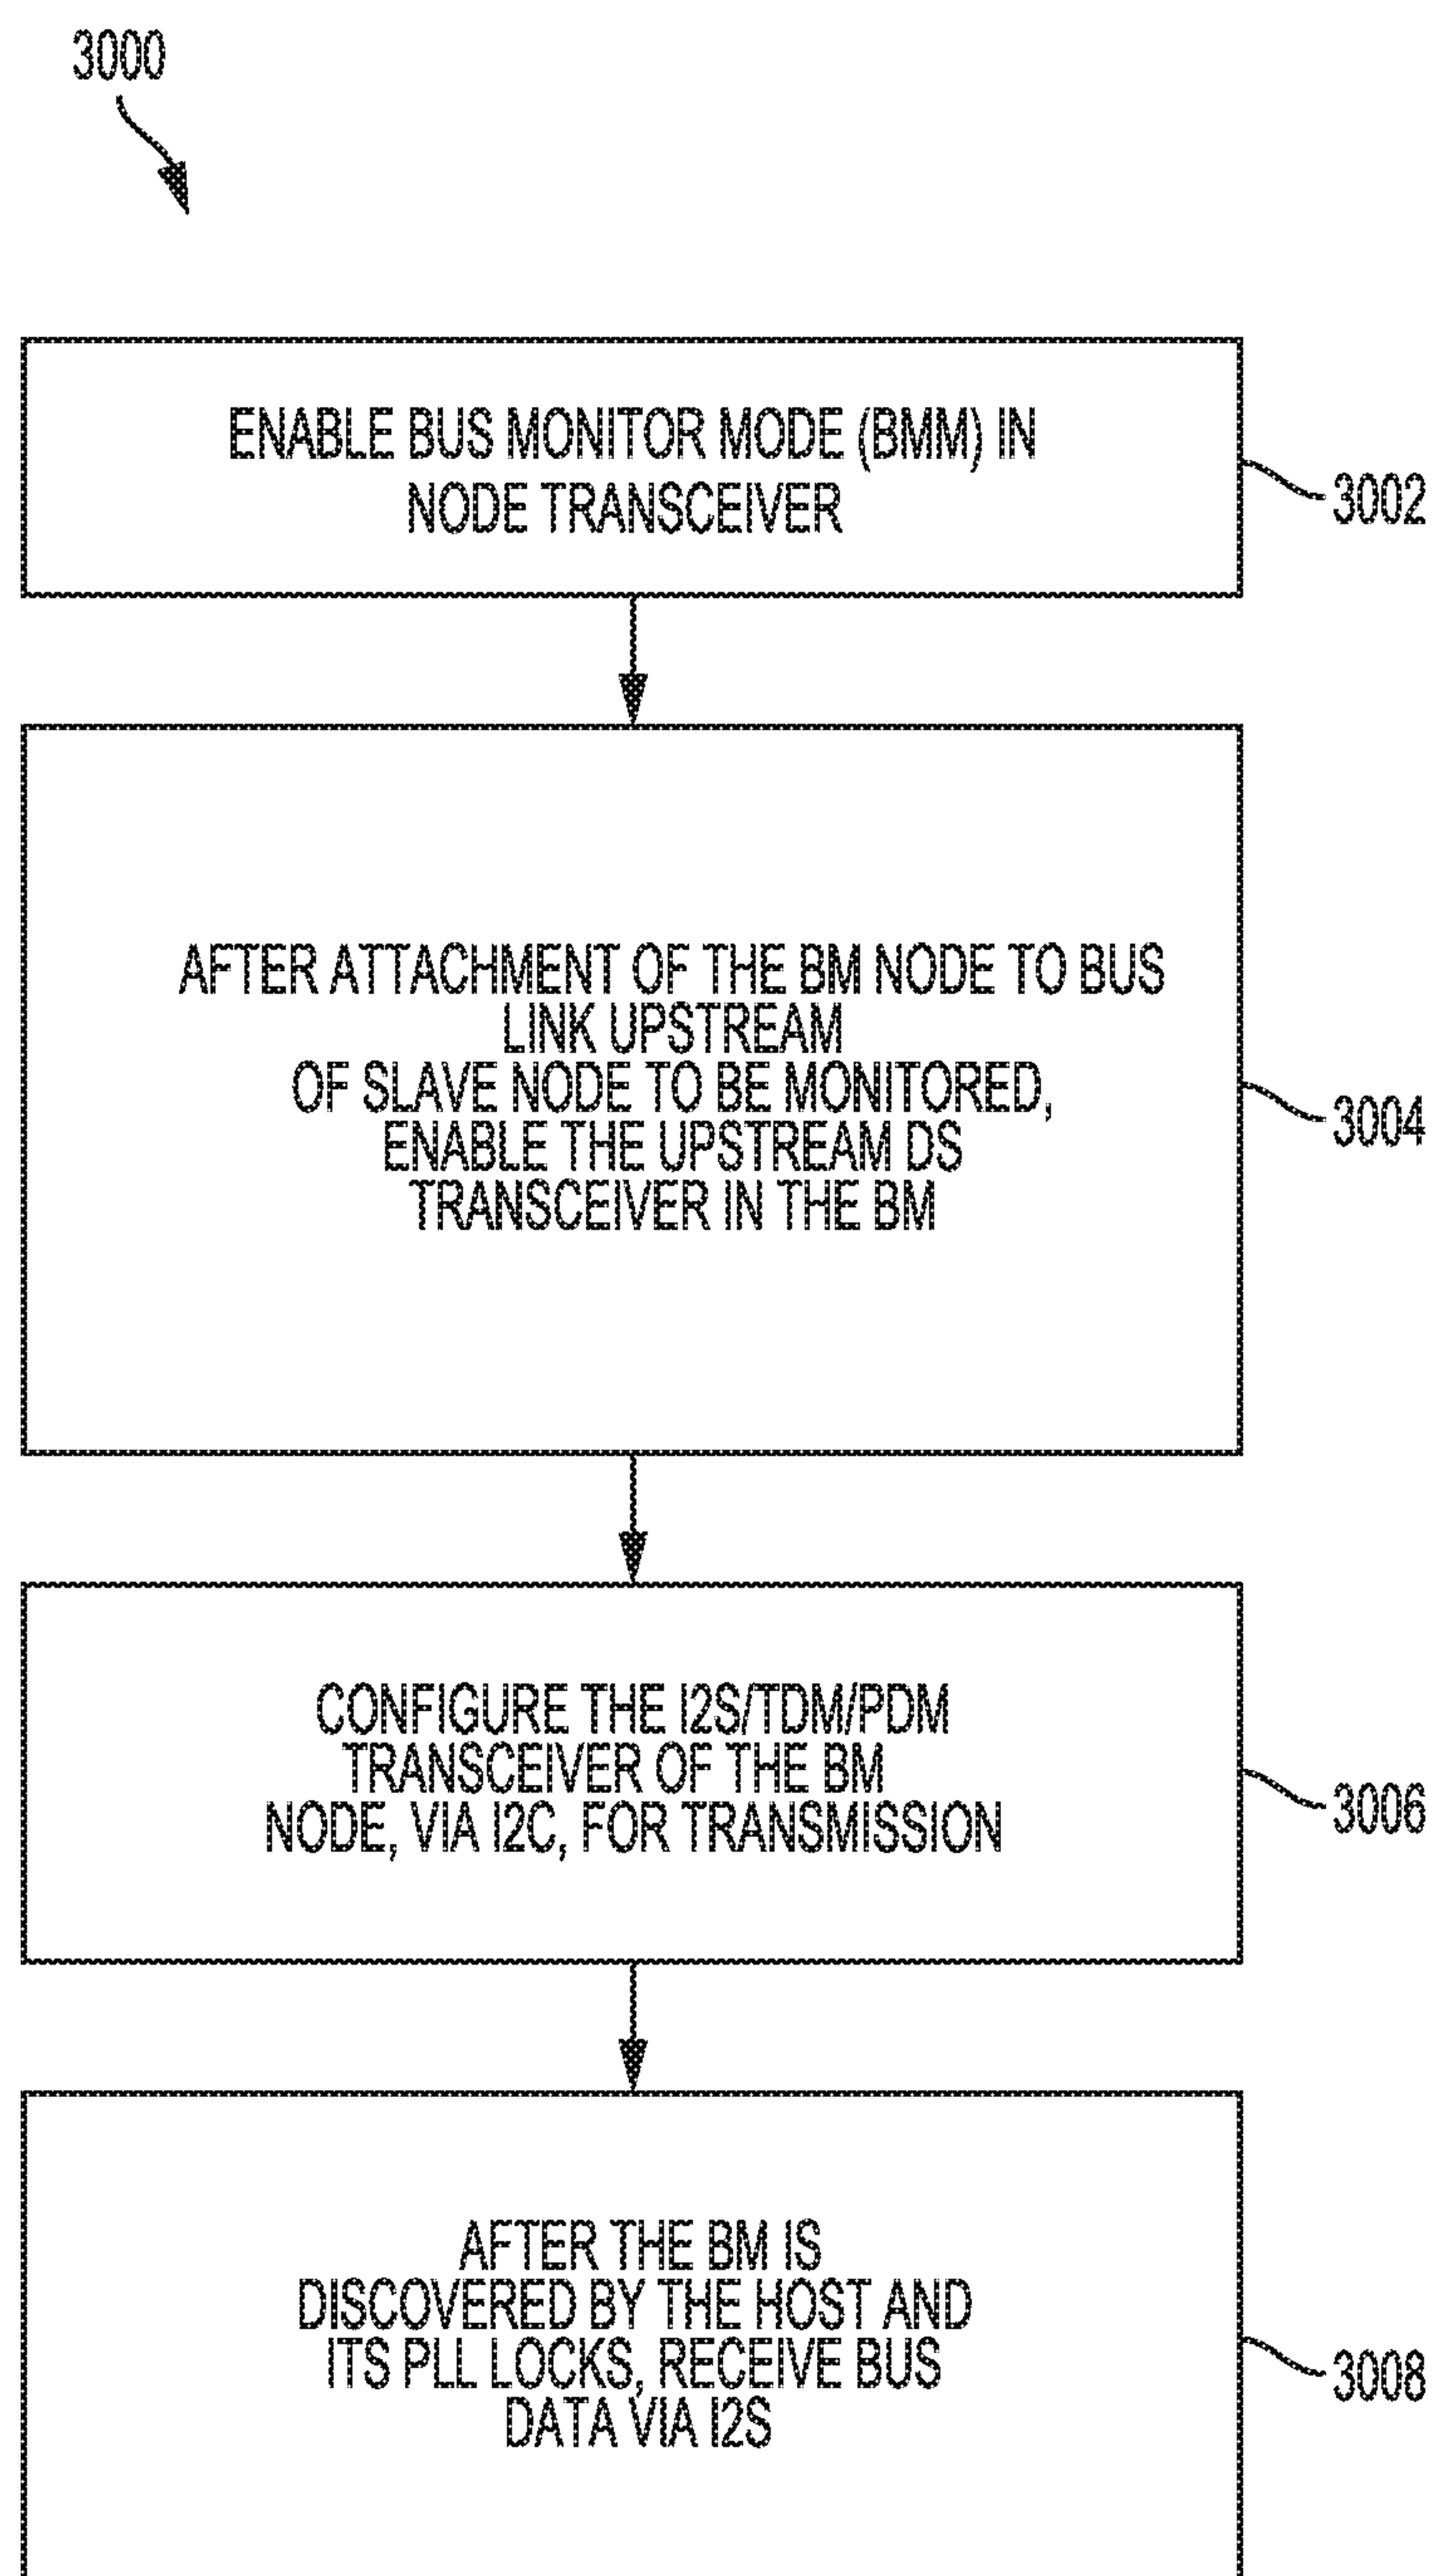 3000
ENABLE BUS MONITOR MODE (BMM) IN
NODE TRANSCEIVER
3002
AFTER ATTACHMENT OF THE BM NODE TO BUS
LINK UPSTREAM
OF SLAVE NODE TO BE MONITORED,
ENABLE THE UPSTREAM DS
TRANSCEIVER IN THE BM
3004
CONFIGURE THE I2S/TDM/PDM
TRANSCEIVER OF THE BM
NODE, VIA I2C, FOR TRANSMISSION
3006
AFTER THE BM IS
DISCOVERED BY THE HOST AND
ITS PLL LOCKS, RECEIVE BUS
DATA VIA I2S
3008